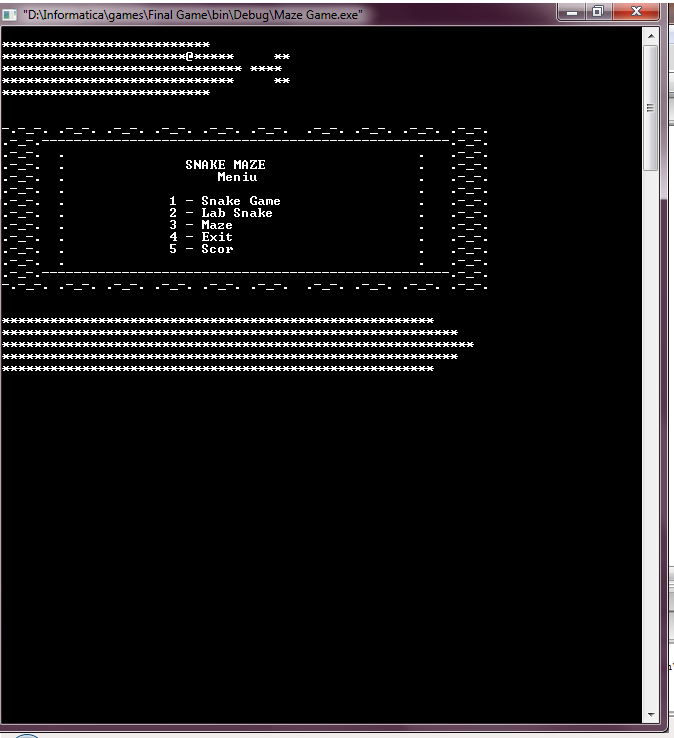 "D:\Informatica\games\Final Game\bin\Debug\Maze Game.exe"
SNAKE MAZE
Meniu
1 - Snake Game
2 - Lab Snake
3 - Maze
4 - Exit
5 - Scor